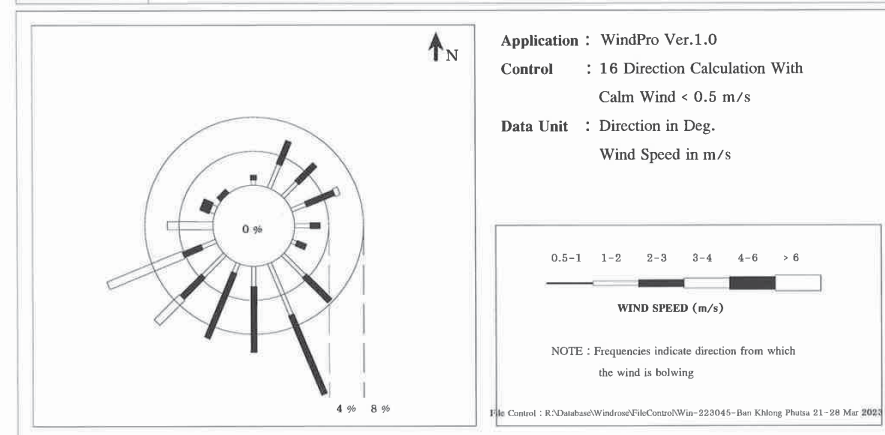 N
0 %
4 % 8 %
Application : WindPro Ver.1.0
Control : 16 Direction Calculation With
Calm Wind < 0.5 m/s
Data Unit : Direction in Deg.
Wind Speed in m/s
0.5-1 1-2 2-3 3-4 4-6 > 6
WIND SPEED (m/s)
NOTE : Frequencies indicate direction from which
the wind is bolwing
File Control : R:\Database\Windrose\FileControl\Win-223045-Ban Khlong Phutsa 21-28 Mar 2023